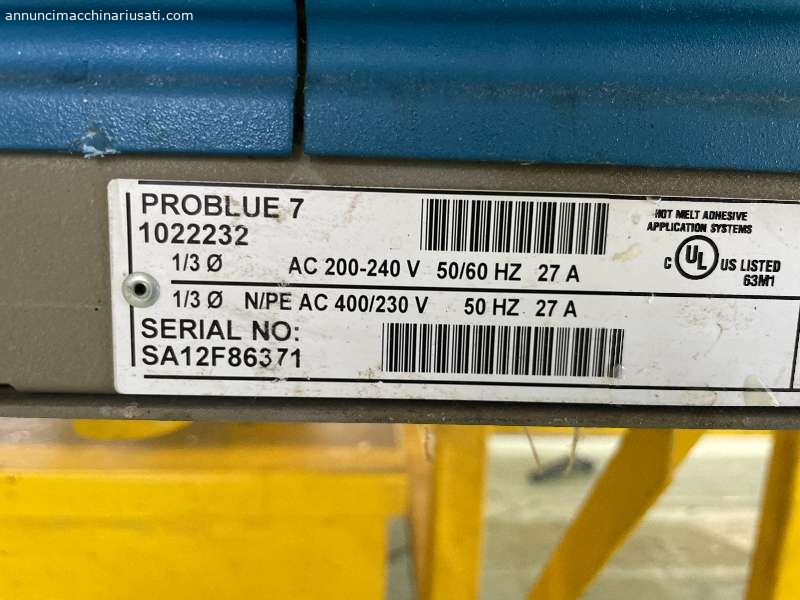 annuncimacchinariusati.com
PROBLUE 7
1022232
1/3 Ø AC 200-240 V 50/60 HZ 27 A
1/3 Ø N/PE AC 400/230 V 50 HZ 27 A
SERIAL NO:
SA12F86371
HOT MELT ADHESIVE
APPLICATION SYSTEMS
C UL US LISTED
63M1